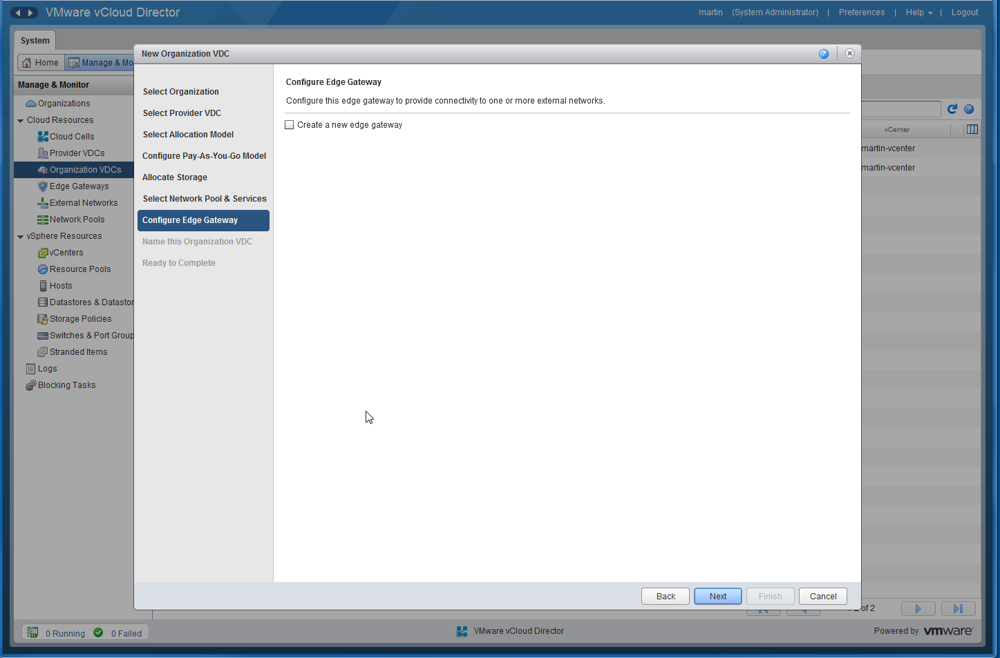 VMware vCloud Director
martin (System Administrator) | Preferences | Help | Logout
System
Home
Manage & Mo
Manage & Monitor
Organizations
Cloud Resources
Cloud Cells
Provider VDCs
Organization VDCs
Edge Gateways
External Networks
Network Pools
vSphere Resources
vCenters
Resource Pools
Hosts
Datastores & Datastor
Storage Policies
Switches & Port Group
Stranded Items
Logs
Blocking Tasks
New Organization VDC
Select Organization
Select Provider VDC
Select Allocation Model
Configure Pay-As-You-Go Model
Allocate Storage
Select Network Pool & Services
Configure Edge Gateway
Name this Organization VDC
Ready to Complete
Configure Edge Gateway
Configure this edge gateway to provide connectivity to one or more external networks.
Create a new edge gateway
Back
Next
Finish
Cancel
vCenter
martin-vcenter
martin-vcenter
of 2
0 Running
0 Failed
VMware vCloud Director
Powered by vmware